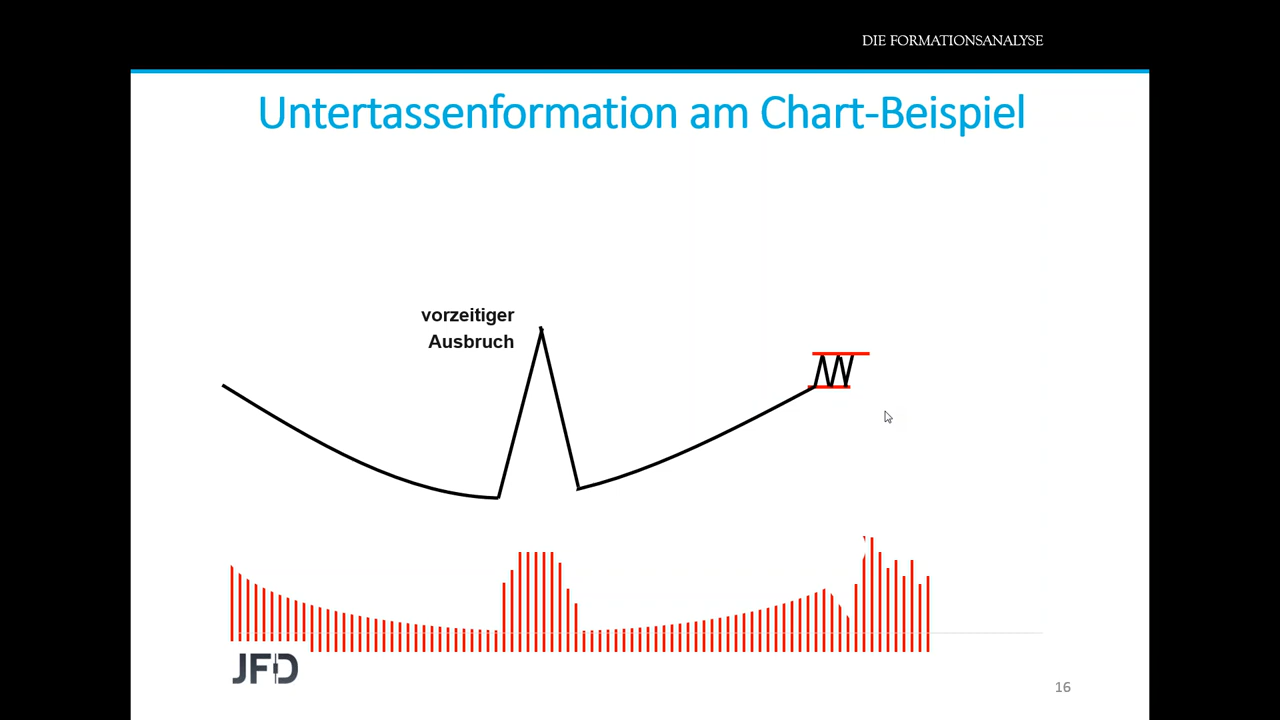 DIE FORMATIONSANALYSE
Untertassenformation am Chart-Beispiel
vorzeitiger
Ausbruch
JFD
16